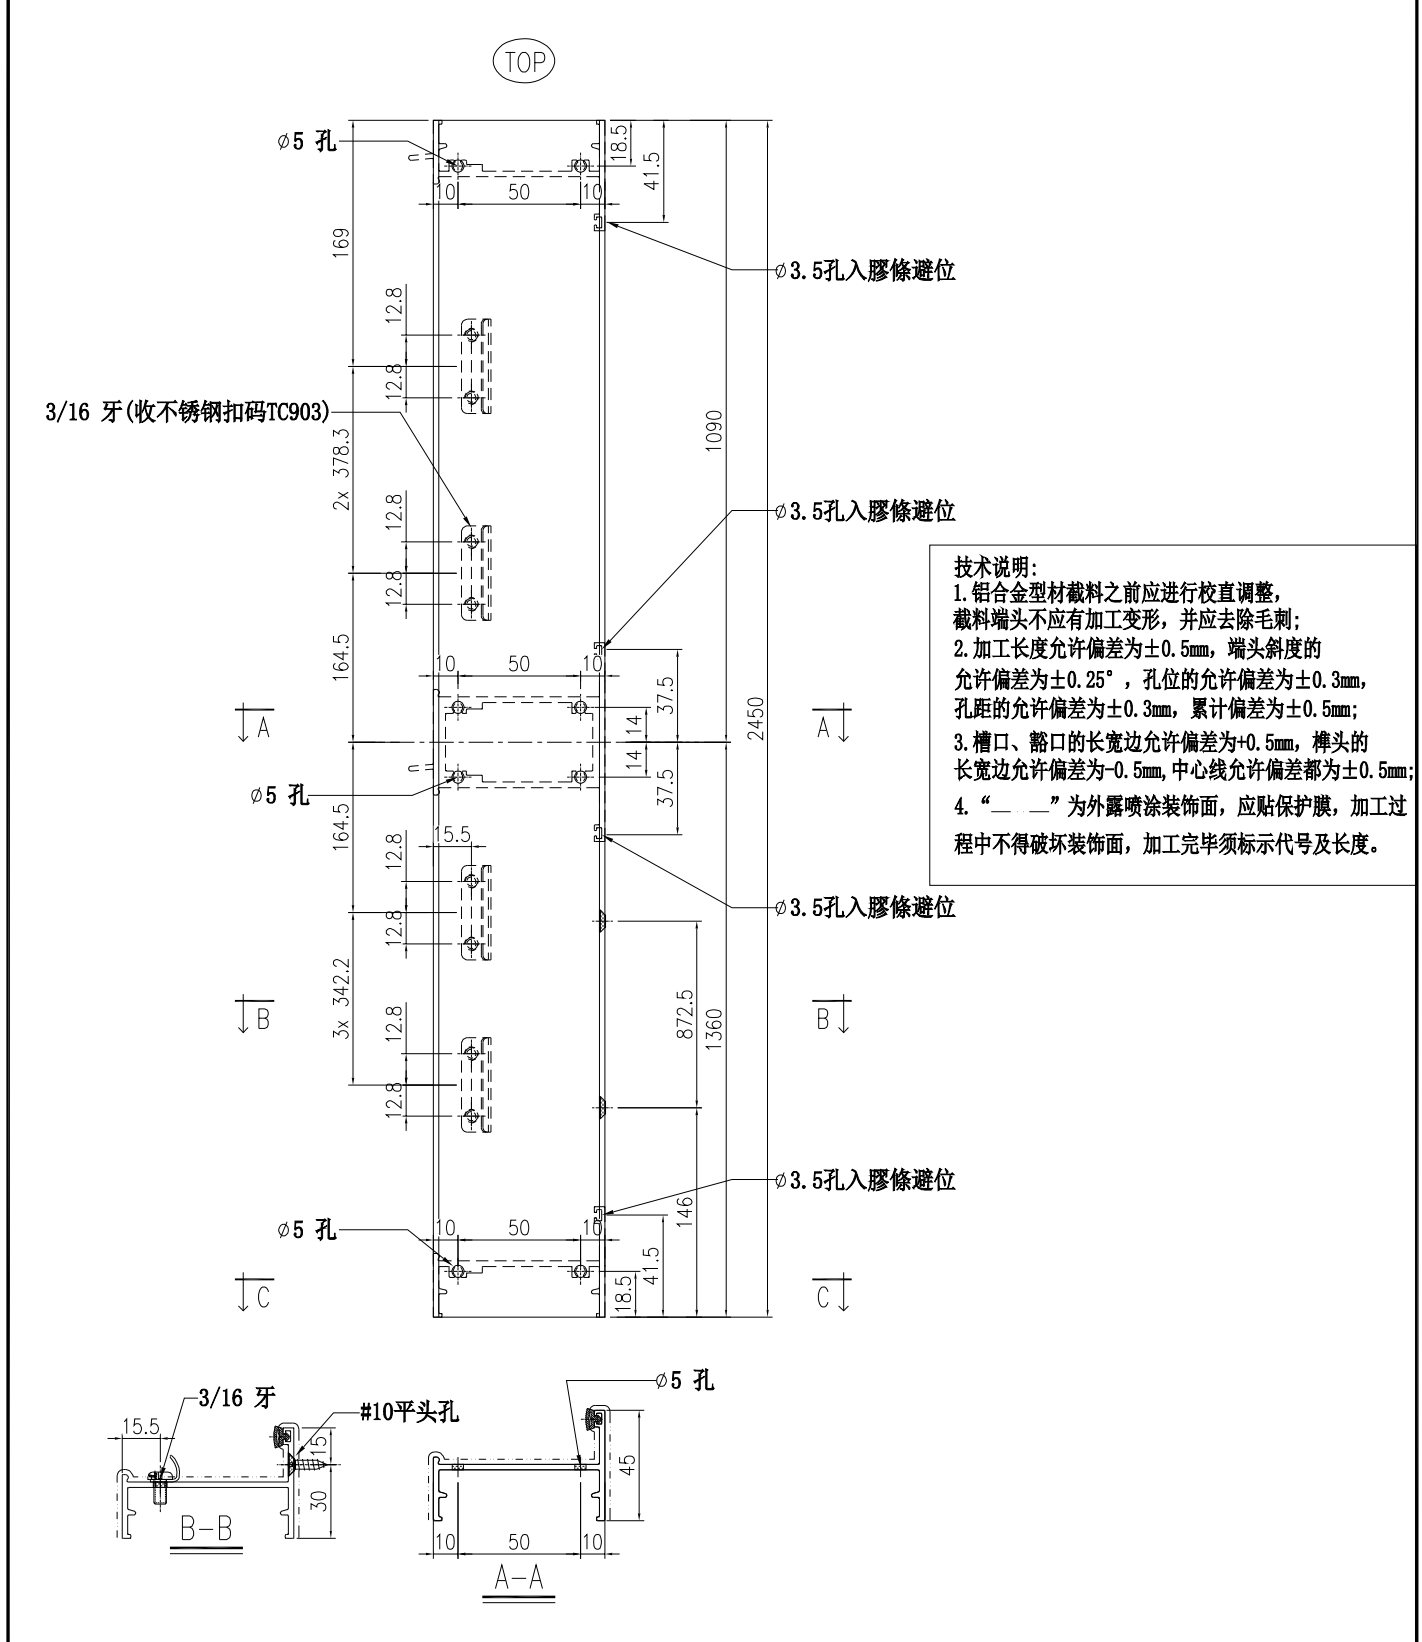 TOP
⌀5 孔
18.5
41.5
10
50
10
169
⌀3.5孔入膠條避位
12.8
12.8
3/16 牙(收不锈钢扣码TC903)
1090
2x 378.3
12.8
12.8
⌀3.5孔入膠條避位
技术说明:
1.铝合金型材截料之前应进行校直调整,
截料端头不应有加工变形, 并应去除毛刺;
2.加工长度允许偏差为±0.5mm, 端头斜度的
允许偏差为±0.25°, 孔位的允许偏差为±0.3mm,
孔距的允许偏差为±0.3mm, 累计偏差为±0.5mm;
3.槽口、豁口的长宽边允许偏差为+0.5mm, 榫头的
长宽边允许偏差为-0.5mm,中心线允许偏差都为±0.5mm;
4.“__ __”为外露喷涂装饰面, 应贴保护膜, 加工过
程中不得破坏装饰面, 加工完毕须标示代号及长度。
164.5
10
50
10
37.5
2450
A
A
14
14
⌀5 孔
37.5
164.5
15.5
12.8
12.8
⌀3.5孔入膠條避位
3x 342.2
872.5
1360
B
B
12.8
12.8
⌀3.5孔入膠條避位
146
⌀5 孔
10
50
10
41.5
18.5
C
C
3/16 牙
#10平头孔
15.5
15
30
B-B
⌀5 孔
45
10
50
10
A-A